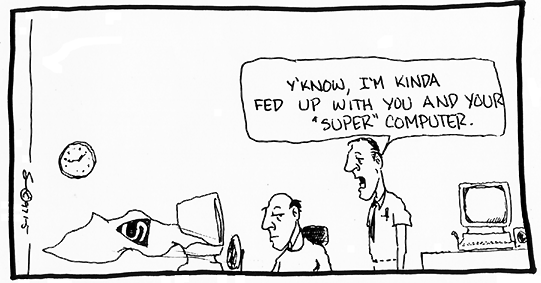 Y'KNOW, I'M KINDA
FED UP WITH YOU AND YOUR
"SUPER" COMPUTER.
S